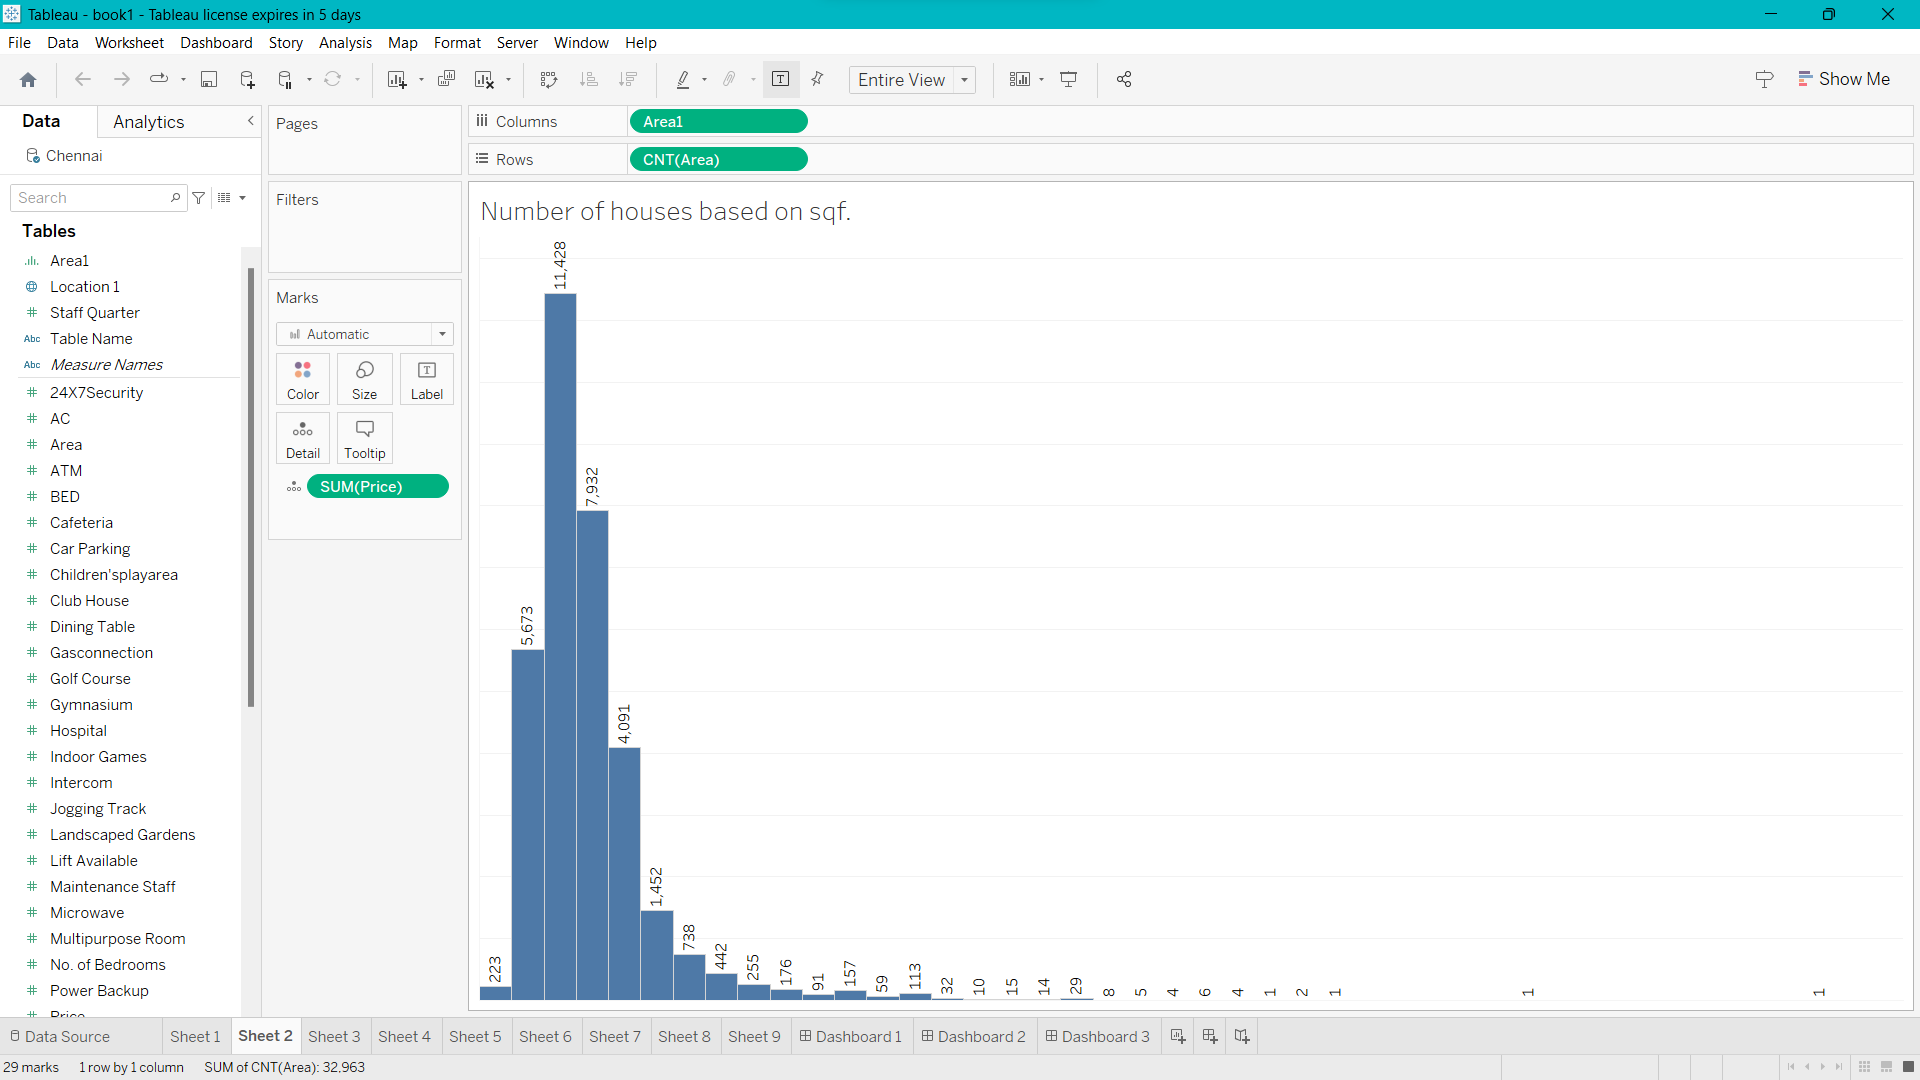 Tableau - book1 - Tableau license expires in 5 days
File Data Worksheet Dashboard Story Analysis Map Format Server Window Help
Entire View
Show Me
Data Analytics
Chennai
Search
Tables
Area1
Location 1
Staff Quarter
Abc Table Name
Abc Measure Names
24X7Security
AC
Area
ATM
BED
Cafeteria
Car Parking
Children'splayarea
Club House
Dining Table
Gasconnection
Golf Course
Gymnasium
Hospital
Indoor Games
Intercom
Jogging Track
Landscaped Gardens
Lift Available
Maintenance Staff
Microwave
Multipurpose Room
No. of Bedrooms
Power Backup
Price
Pages
Filters
Marks
Automatic
Color Size Label
Detail Tooltip
SUM(Price)
Columns Area1
Rows CNT(Area)
Number of houses based on sqf.
223
5,673
11,428
7,932
4,091
1,452
738
442
255
176
91
157
59
113
32
10
15
14
29
8
5
4
6
4
1
2
1
1
1
Data Source Sheet 1 Sheet 2 Sheet 3 Sheet 4 Sheet 5 Sheet 6 Sheet 7 Sheet 8 Sheet 9 Dashboard 1 Dashboard 2 Dashboard 3
29 marks 1 row by 1 column SUM of CNT(Area): 32,963